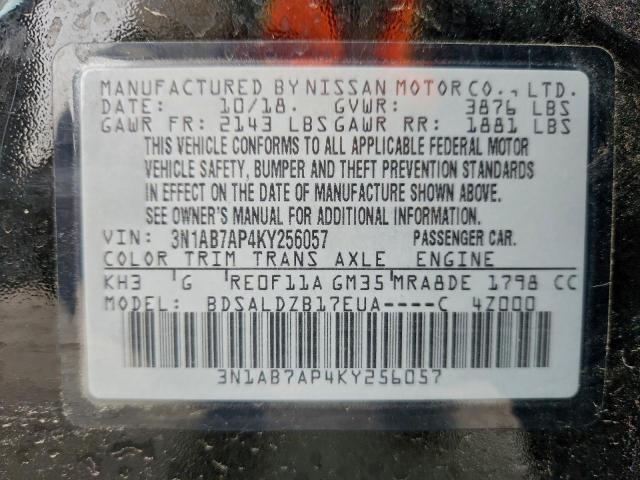 MANUFACTURED BY NISSAN MOTOR CO., LTD.
DATE: 10/18. GVWR: 3876 LBS
GAWR FR: 2143 LBS GAWR RR: 1881 LBS
THIS VEHICLE CONFORMS TO ALL APPLICABLE FEDERAL MOTOR
VEHICLE SAFETY, BUMPER AND THEFT PREVENTION STANDARDS
IN EFFECT ON THE DATE OF MANUFACTURE SHOWN ABOVE.
SEE OWNER'S MANUAL FOR ADDITIONAL INFORMATION.
VIN: 3N1AB7AP4KY256057 PASSENGER CAR.
COLOR TRIM TRANS AXLE ENGINE
KH3 G RE0F11A GM35 MRA8DE 1798 CC
MODEL: BDSALDZB17EUA----C 4Z000
3N1AB7AP4KY256057